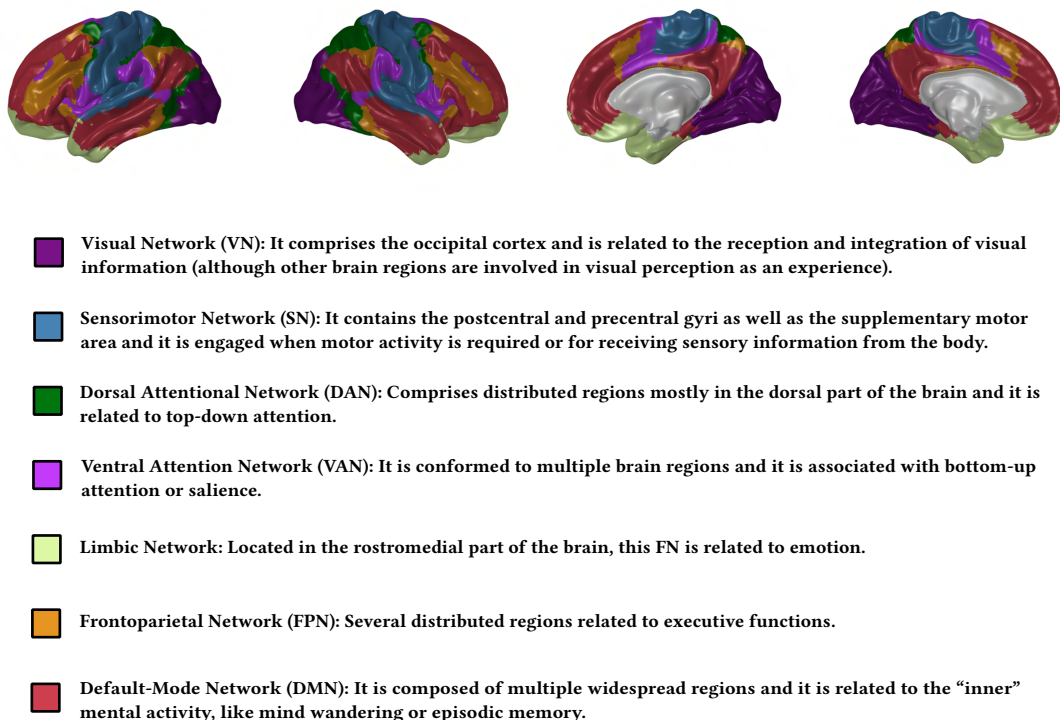 Visual Network (VN): It comprises the occipital cortex and is related to the reception and integration of visual
information (although other brain regions are involved in visual perception as an experience).
Sensorimotor Network (SN): It contains the postcentral and precentral gyri as well as the supplementary motor
area and it is engaged when motor activity is required or for receiving sensory information from the body.
Dorsal Attentional Network (DAN): Comprises distributed regions mostly in the dorsal part of the brain and it is
related to top-down attention.
Ventral Attention Network (VAN): It is conformed to multiple brain regions and it is associated with bottom-up
attention or salience.
Limbic Network: Located in the rostromedial part of the brain, this FN is related to emotion.
Frontoparietal Network (FPN): Several distributed regions related to executive functions.
Default-Mode Network (DMN): It is composed of multiple widespread regions and it is related to the “inner”
mental activity, like mind wandering or episodic memory.